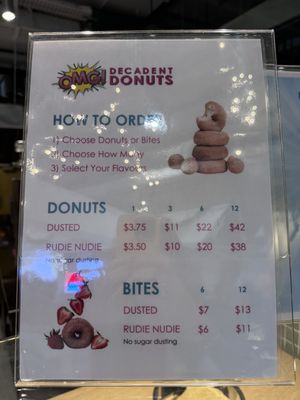 OMG! DECADENT
DONUTS
HOW TO ORDER
1) Choose Donuts or Bites
2) Choose How Many
3) Select Your Flavours
DONUTS 1 3 6 12
DUSTED $3.75 $11 $22 $42
RUDIE NUDIE $3.50 $10 $20 $38
No sugar dusting
BITES 6 12
DUSTED $7 $13
RUDIE NUDIE $6 $11
No sugar dusting